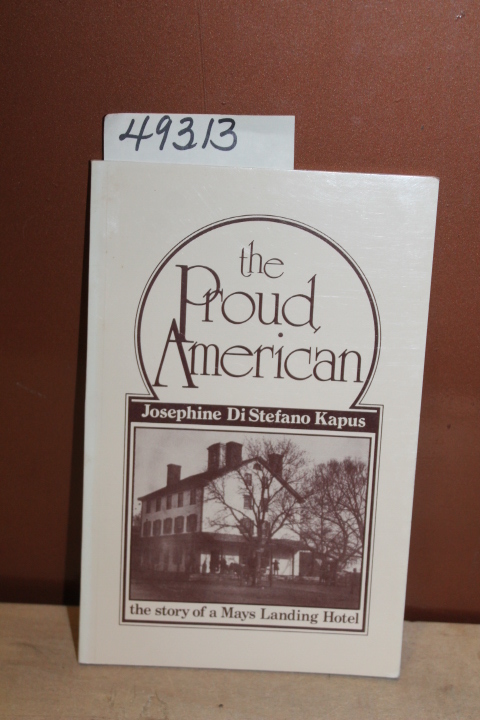 49313
the
Proud
American
Josephine Di Stefano Kapus
the story of a Mays Landing Hotel